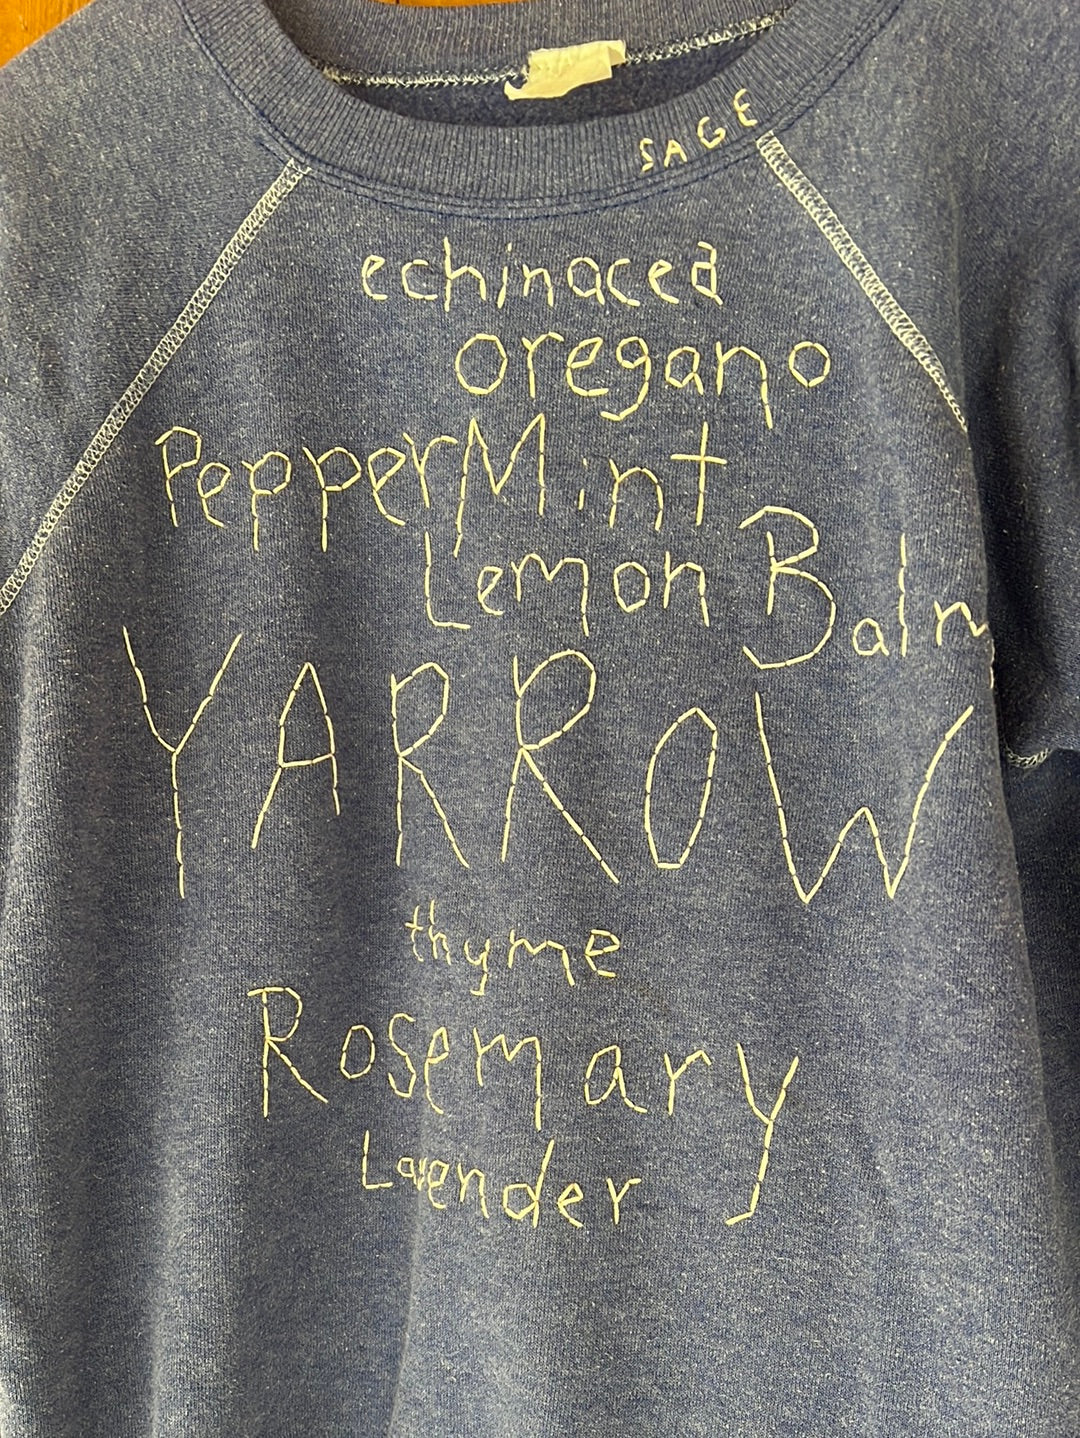 SAGE
echinacea
oregano
PepperMint
Lemon Balm
YARROW
thyme
Rosemary
Lavender